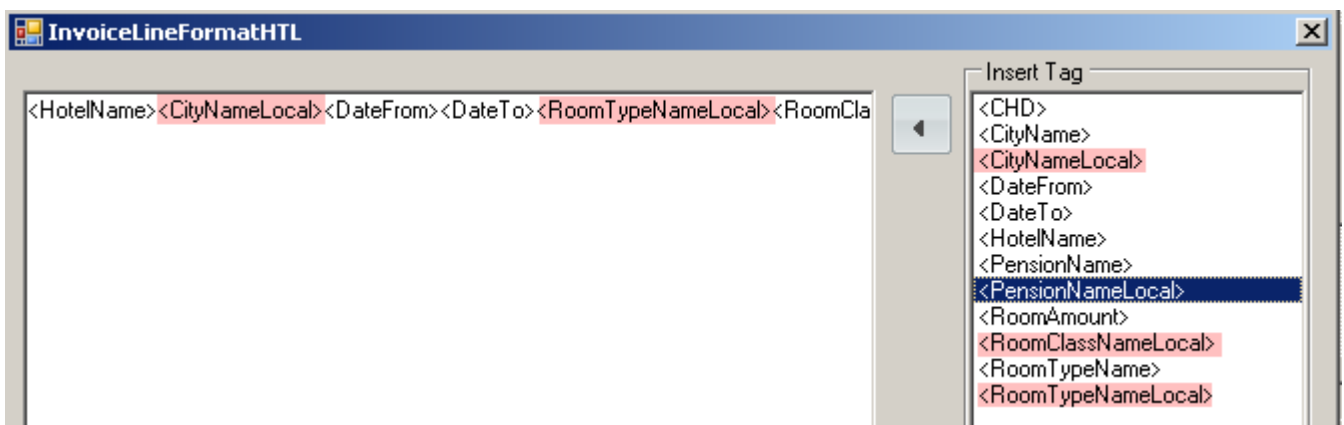 InvoiceLineFormatHTL
<HotelName><CityNameLocal><DateFrom><DateTo><RoomTypeNameLocal><RoomCla
Insert Tag
<CHD>
<CityName>
<CityNameLocal>
<DateFrom>
<DateTo>
<HotelName>
<PensionName>
<PensionNameLocal>
<RoomAmount>
<RoomClassNameLocal>
<RoomTypeName>
<RoomTypeNameLocal>